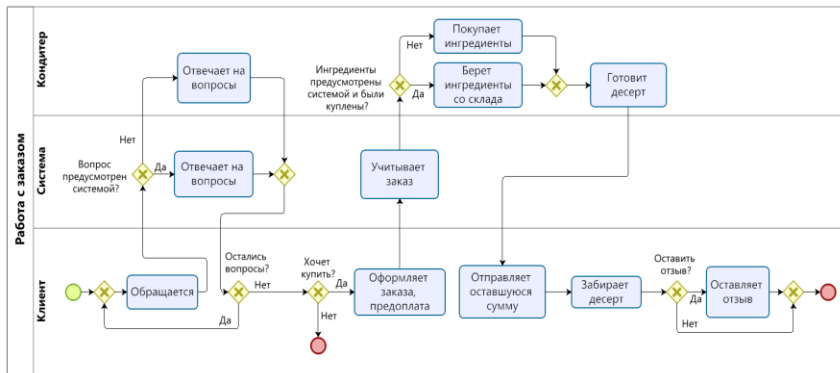 Работа с заказом
Кондитер
Отвечает на
вопросы
Ингредиенты
предусмотрены
системой и были
куплены?
Нет
Да
Покупает
ингредиенты
Берет
ингредиенты
со склада
Готовит
десерт
Система
Нет
Вопрос
предусмотрен
системой?
Да
Отвечает на
вопросы
Учитывает
заказ
Клиент
Обращается
Остались
вопросы?
Нет
Да
Хочет
купить?
Да
Нет
Оформляет
заказа,
предоплата
Отправляет
оставшуюся
сумму
Забирает
десерт
Оставить
отзыв?
Да
Нет
Оставляет
отзыв